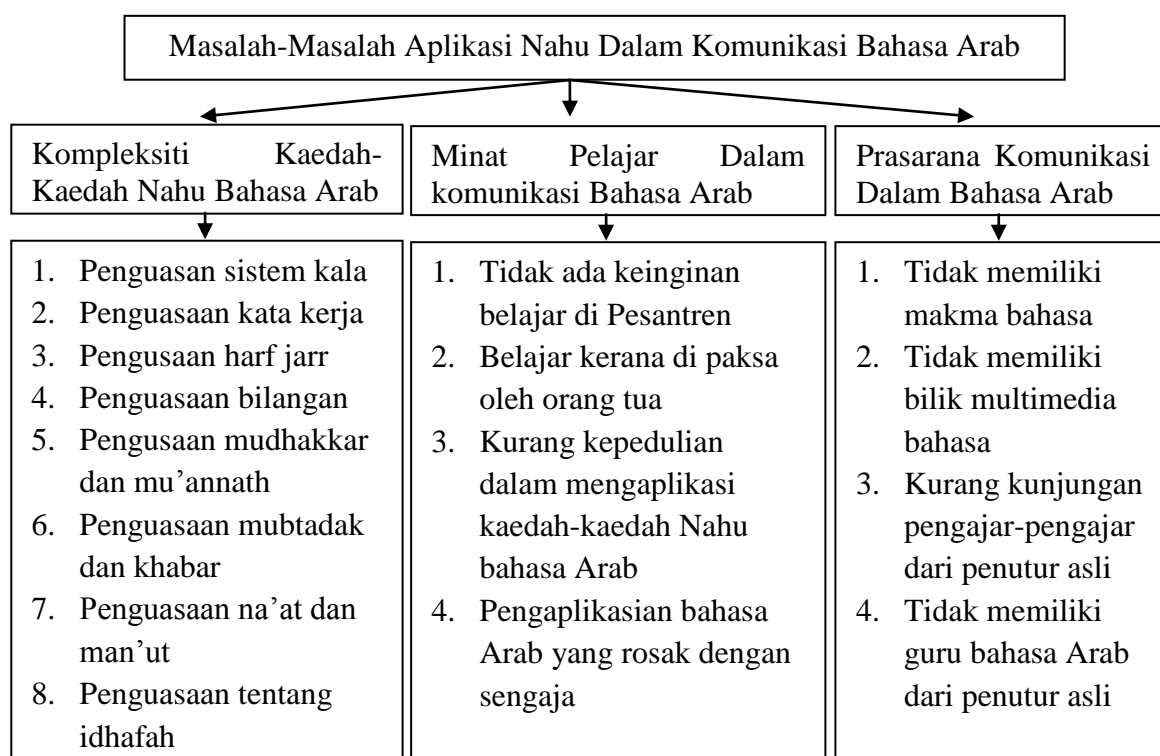 Masalah-Masalah Aplikasi Nahu Dalam Komunikasi Bahasa Arab
Kompleksiti Kaedah-
Kaedah Nahu Bahasa Arab
Minat Pelajar Dalam
komunikasi Bahasa Arab
Prasarana Komunikasi
Dalam Bahasa Arab
1. Penguasan sistem kala
2. Penguasaan kata kerja
3. Pengusaan harf jarr
4. Penguasaan bilangan
5. Pengusaan mudhakkar
dan mu’annath
6. Penguasaan mubtadak
dan khabar
7. Penguasaan na’at dan
man’ut
8. Penguasaan tentang
idhafah
1. Tidak ada keinginan
belajar di Pesantren
2. Belajar kerana di paksa
oleh orang tua
3. Kurang kepedulian
dalam mengaplikasi
kaedah-kaedah Nahu
bahasa Arab
4. Pengaplikasian bahasa
Arab yang rosak dengan
sengaja
1. Tidak memiliki
makma bahasa
2. Tidak memiliki
bilik multimedia
bahasa
3. Kurang kunjungan
pengajar-pengajar
dari penutur asli
4. Tidak memiliki
guru bahasa Arab
dari penutur asli